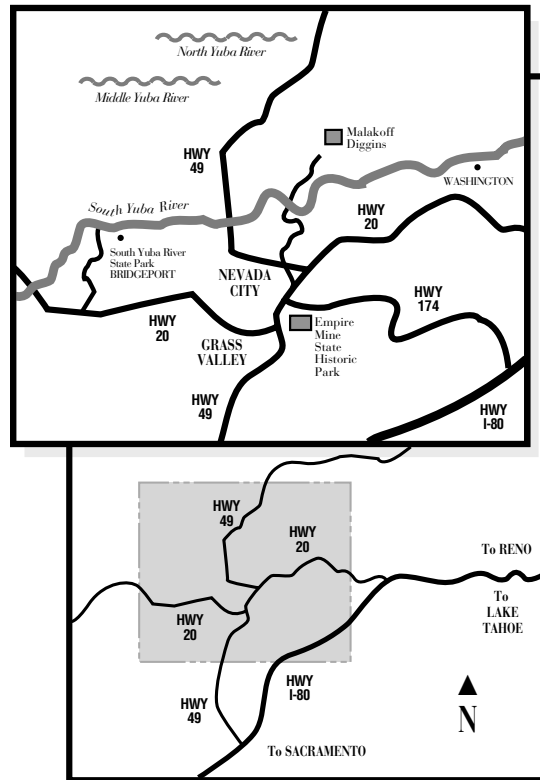 North Yuba River
Middle Yuba River
HWY
49
Malakoff
Diggins
WASHINGTON
South Yuba River
HWY
20
South Yuba River
State Park
BRIDGEPORT
NEVADA
CITY
HWY
174
HWY
20
GRASS
VALLEY
Empire
Mine
State
Historic
Park
HWY
49
HWY
I-80
HWY
49
HWY
20
To RENO
To
LAKE
TAHOE
HWY
20
HWY
I-80
HWY
49
N
To SACRAMENTO